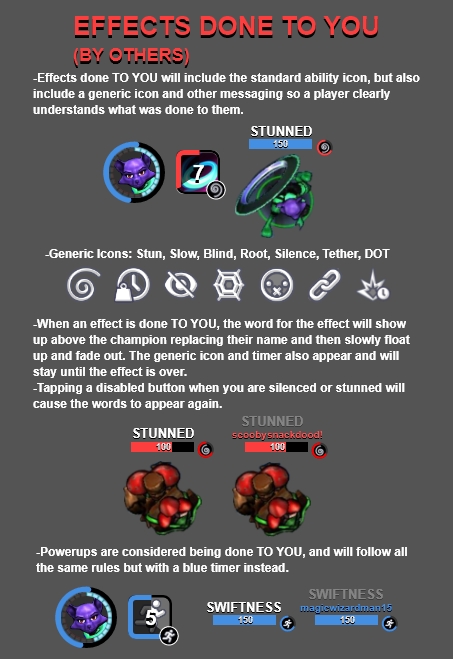 EFFECTS DONE TO YOU
(BY OTHERS)
-Effects done TO YOU will include the standard ability icon, but also
include a generic icon and other messaging so a player clearly
understands what was done to them.
STUNNED
150
7
-Generic Icons: Stun, Slow, Blind, Root, Silence, Tether, DOT
-When an effect is done TO YOU, the word for the effect will show
up above the champion replacing their name and then slowly float
up and fade out. The generic icon and timer also appear and will
stay until the effect is over.
-Tapping a disabled button when you are silenced or stunned will
cause the words to appear again.
STUNNED
100
STUNNED
scoobysnackdood!
100
-Powerups are considered being done TO YOU, and will follow all
the same rules but with a blue timer instead.
5
SWIFTNESS
150
SWIFTNESS
magicwizardman15
150